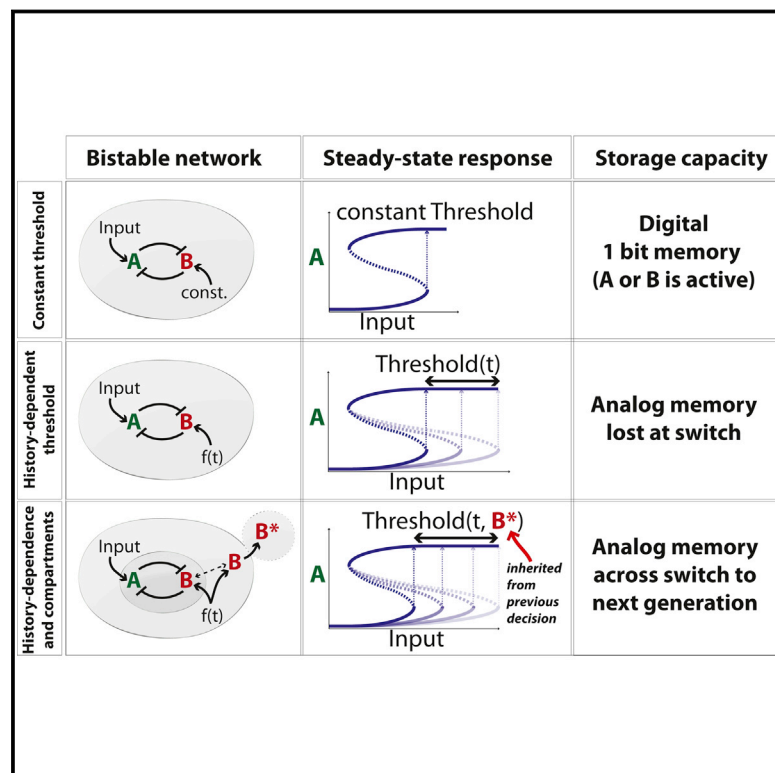 Bistable network
Steady-state response
Storage capacity
Constant threshold
Input
A
B
const.
constant Threshold
A
Input
Digital
1 bit memory
(A or B is active)
History-dependent
threshold
Input
A
B
f(t)
Threshold(t)
A
Input
Analog memory
lost at switch
History-dependence
and compartments
Input
A
B
B
B*
f(t)
Threshold(t, B*)
A
inherited
from
previous
decision
Input
Analog memory
across switch to
next generation